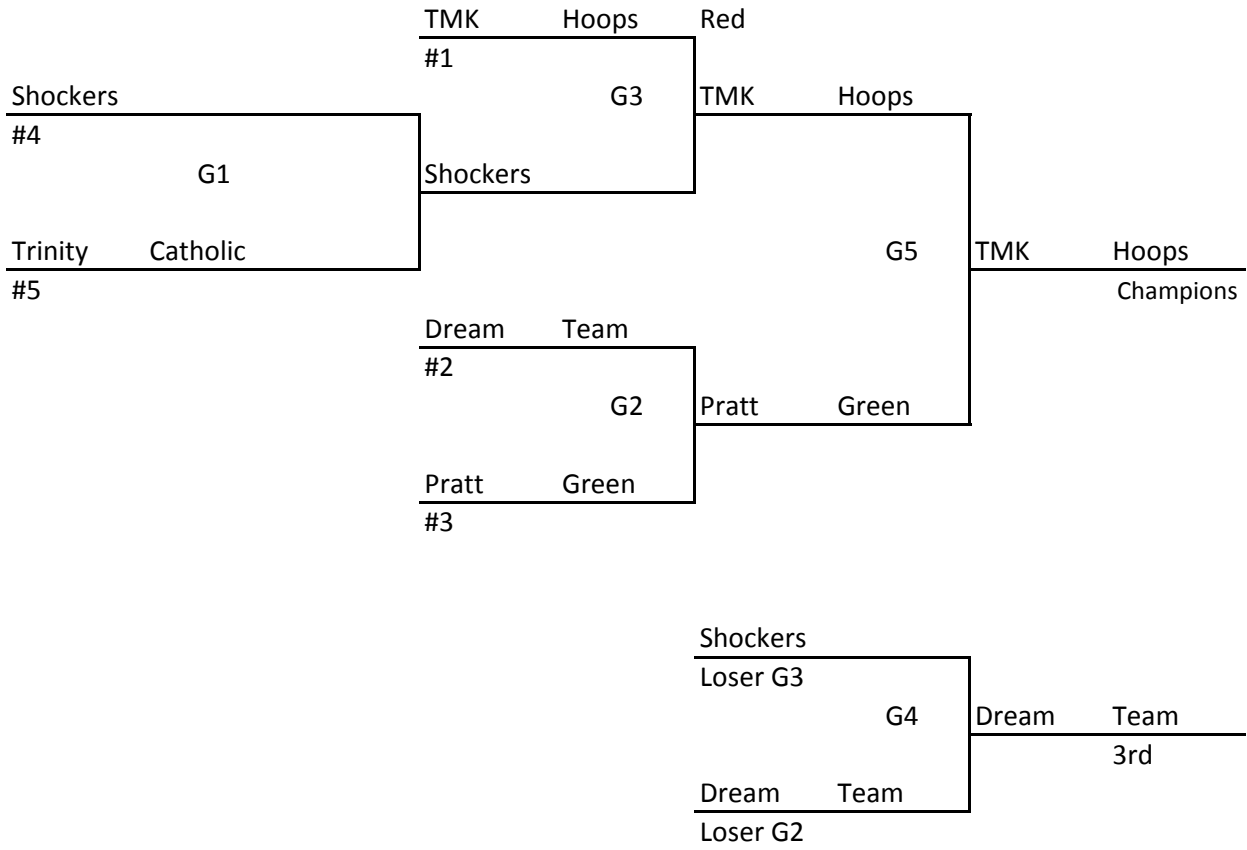 TMK Hoops Red
#1
Shockers G3 TMK Hoops
#4
G1 Shockers
Trinity Catholic G5 TMK Hoops
#5 Champions
Dream Team
#2
G2 Pratt Green
Pratt Green
#3
Shockers
Loser G3
G4 Dream Team
3rd
Dream Team
Loser G2